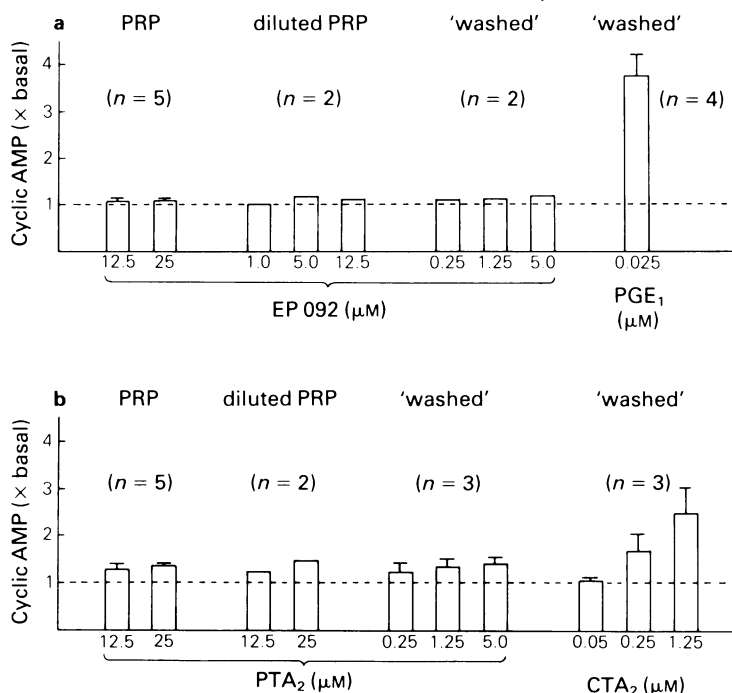 a PRP diluted PRP 'washed' 'washed'
(n = 5) (n = 2) (n = 2) (n = 4)
Cyclic AMP (× basal)
4
3
2
1
12.5 25 1.0 5.0 12.5 0.25 1.25 5.0 0.025
EP 092 (μM) PGE₁
(μM)
b PRP diluted PRP 'washed' 'washed'
(n = 5) (n = 2) (n = 3) (n = 3)
Cyclic AMP (× basal)
4
3
2
1
12.5 25 12.5 25 0.25 1.25 5.0 0.05 0.25 1.25
PTA₂ (μM) CTA₂ (μM)